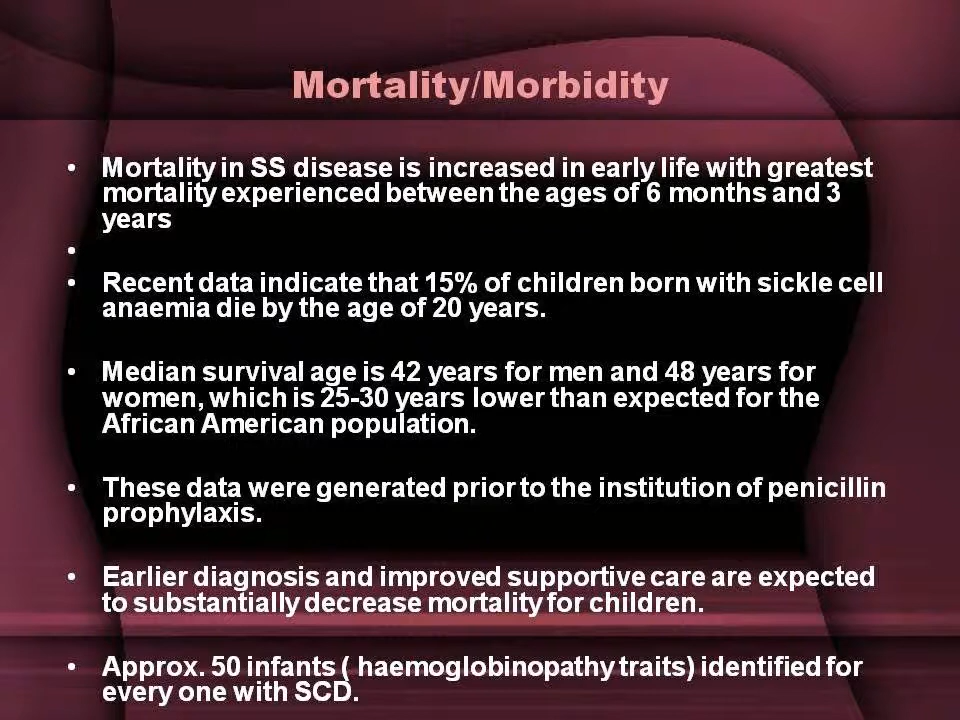 Mortality/Morbidity
• Mortality in SS disease is increased in early life with greatest
mortality experienced between the ages of 6 months and 3
years
•
• Recent data indicate that 15% of children born with sickle cell
anaemia die by the age of 20 years.
• Median survival age is 42 years for men and 48 years for
women, which is 25-30 years lower than expected for the
African American population.
• These data were generated prior to the institution of penicillin
prophylaxis.
• Earlier diagnosis and improved supportive care are expected
to substantially decrease mortality for children.
• Approx. 50 infants ( haemoglobinopathy traits) identified for
every one with SCD.